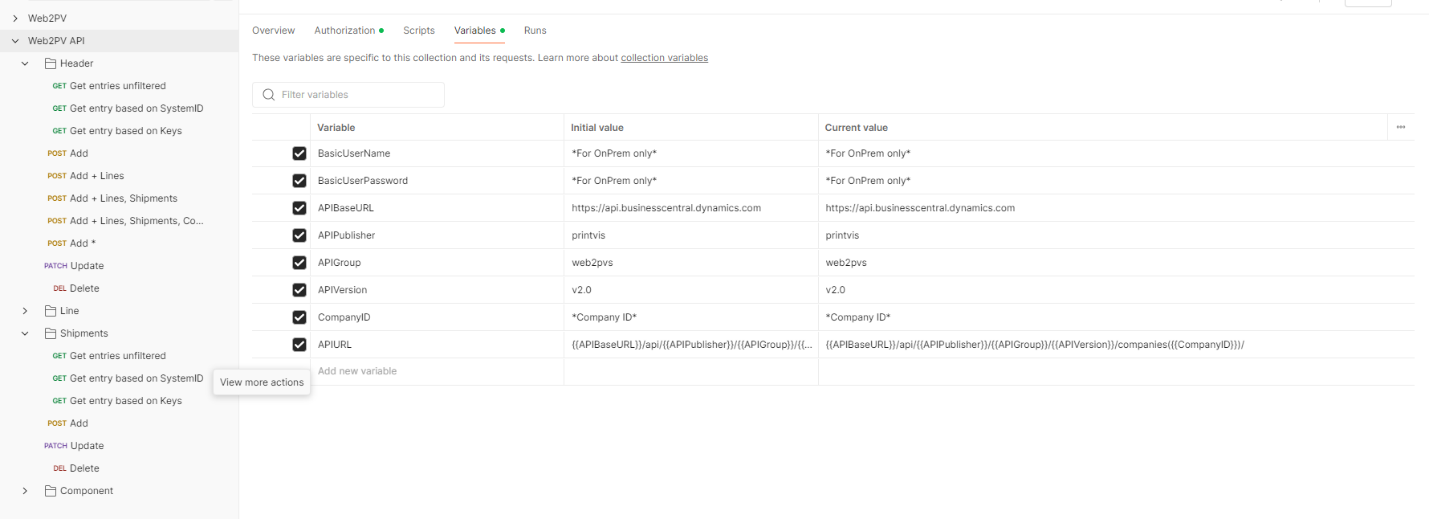 Web2PV
Web2PV API
Header
GET Get entries unfiltered
GET Get entry based on SystemID
GET Get entry based on Keys
POST Add
POST Add + Lines
POST Add + Lines, Shipments
POST Add + Lines, Shipments, Co...
POST Add *
PATCH Update
DEL Delete
Line
Shipments
GET Get entries unfiltered
GET Get entry based on SystemID
GET Get entry based on Keys
POST Add
PATCH Update
DEL Delete
Component
View more actions
Overview Authorization Scripts Variables Runs
These variables are specific to this collection and its requests. Learn more about collection variables
Filter variables
Variable Initial value Current value
BasicUserName *For OnPrem only* *For OnPrem only*
BasicUserPassword *For OnPrem only* *For OnPrem only*
APIBaseURL https://api.businesscentral.dynamics.com https://api.businesscentral.dynamics.com
APIPublisher printvis printvis
APIGroup web2pvs web2pvs
APIVersion v2.0 v2.0
CompanyID *Company ID* *Company ID*
APIURL {{APIBaseURL}}/api/{{APIPublisher}}/{{APIGroup}}/{{... {{APIBaseURL}}/api/{{APIPublisher}}/{{APIGroup}}/{{APIVersion}}/companies({{CompanyID}})/
Add new variable